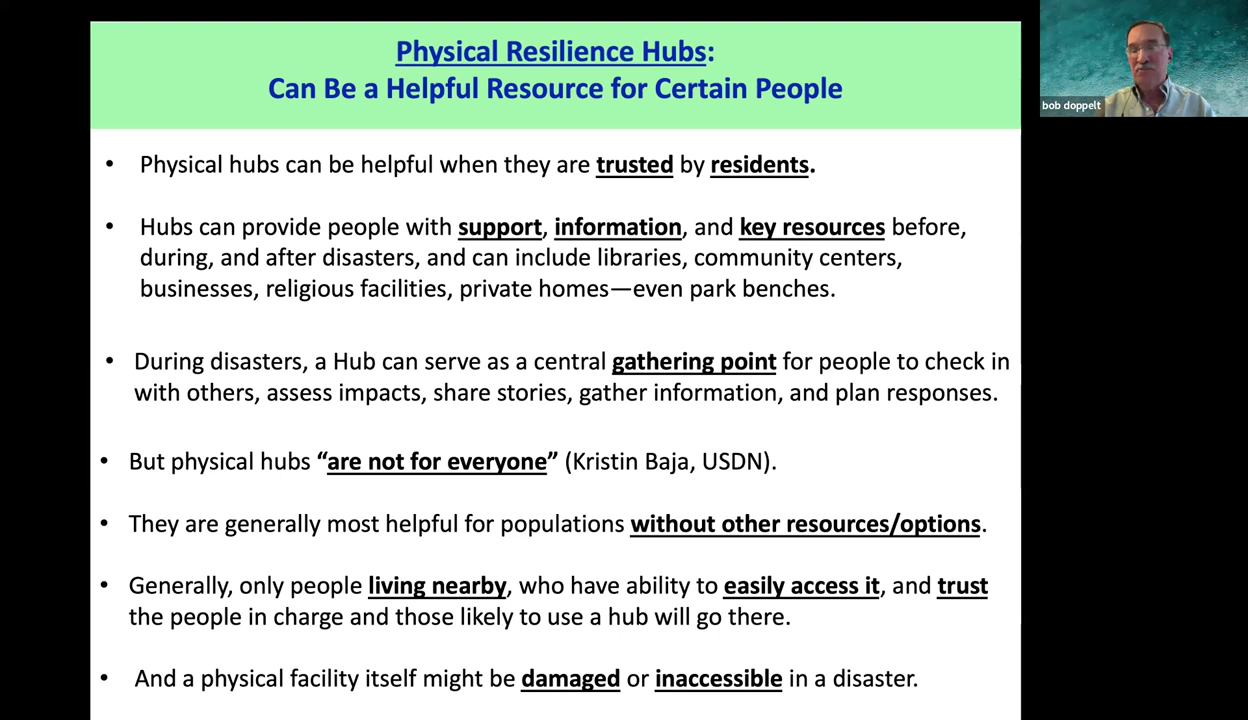 Physical Resilience Hubs:
Can Be a Helpful Resource for Certain People
bob doppelt
• Physical hubs can be helpful when they are trusted by residents.
• Hubs can provide people with support, information, and key resources before,
during, and after disasters, and can include libraries, community centers,
businesses, religious facilities, private homes—even park benches.
• During disasters, a Hub can serve as a central gathering point for people to check in
with others, assess impacts, share stories, gather information, and plan responses.
• But physical hubs “are not for everyone” (Kristin Baja, USDN).
• They are generally most helpful for populations without other resources/options.
• Generally, only people living nearby, who have ability to easily access it, and trust
the people in charge and those likely to use a hub will go there.
• And a physical facility itself might be damaged or inaccessible in a disaster.